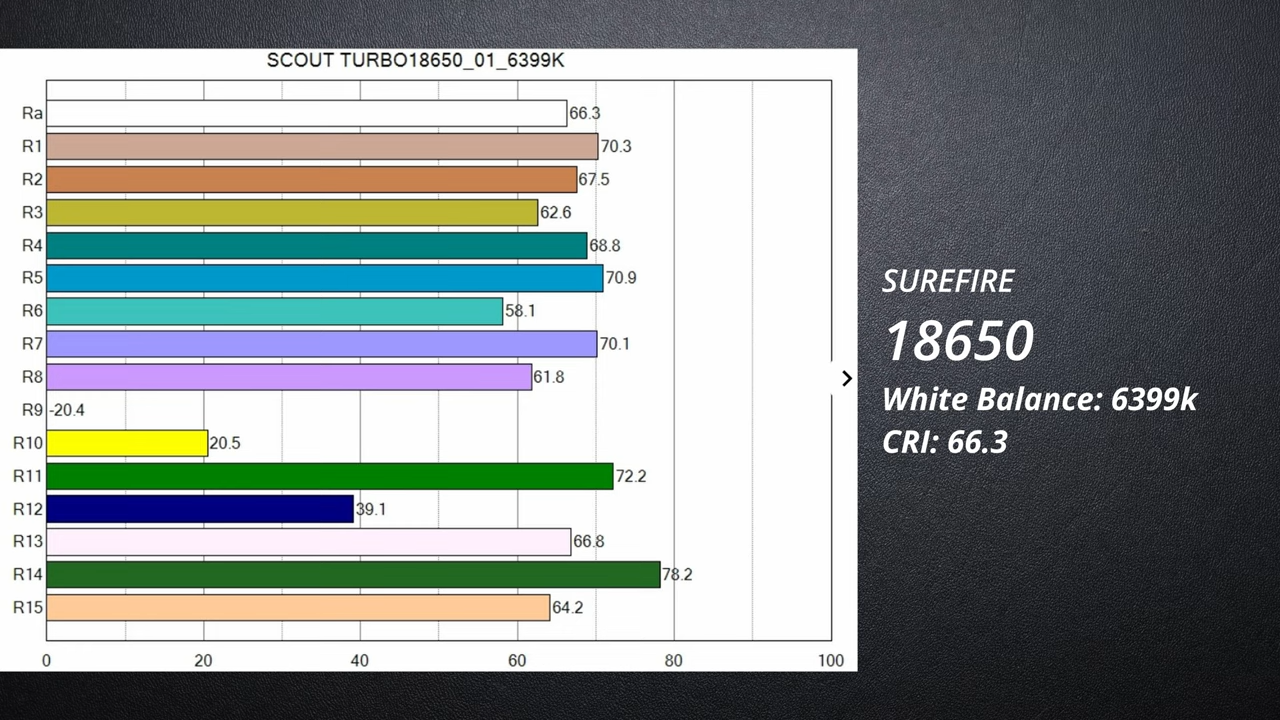 SCOUT TURBO18650_01_6399K
Ra 66.3
R1 70.3
R2 67.5
R3 62.6
R4 68.8
R5 70.9
R6 58.1
R7 70.1
R8 61.8
R9 -20.4
R10 20.5
R11 72.2
R12 39.1
R13 66.8
R14 78.2
R15 64.2
0 20 40 60 80 100
SUREFIRE
18650
White Balance: 6399k
CRI: 66.3